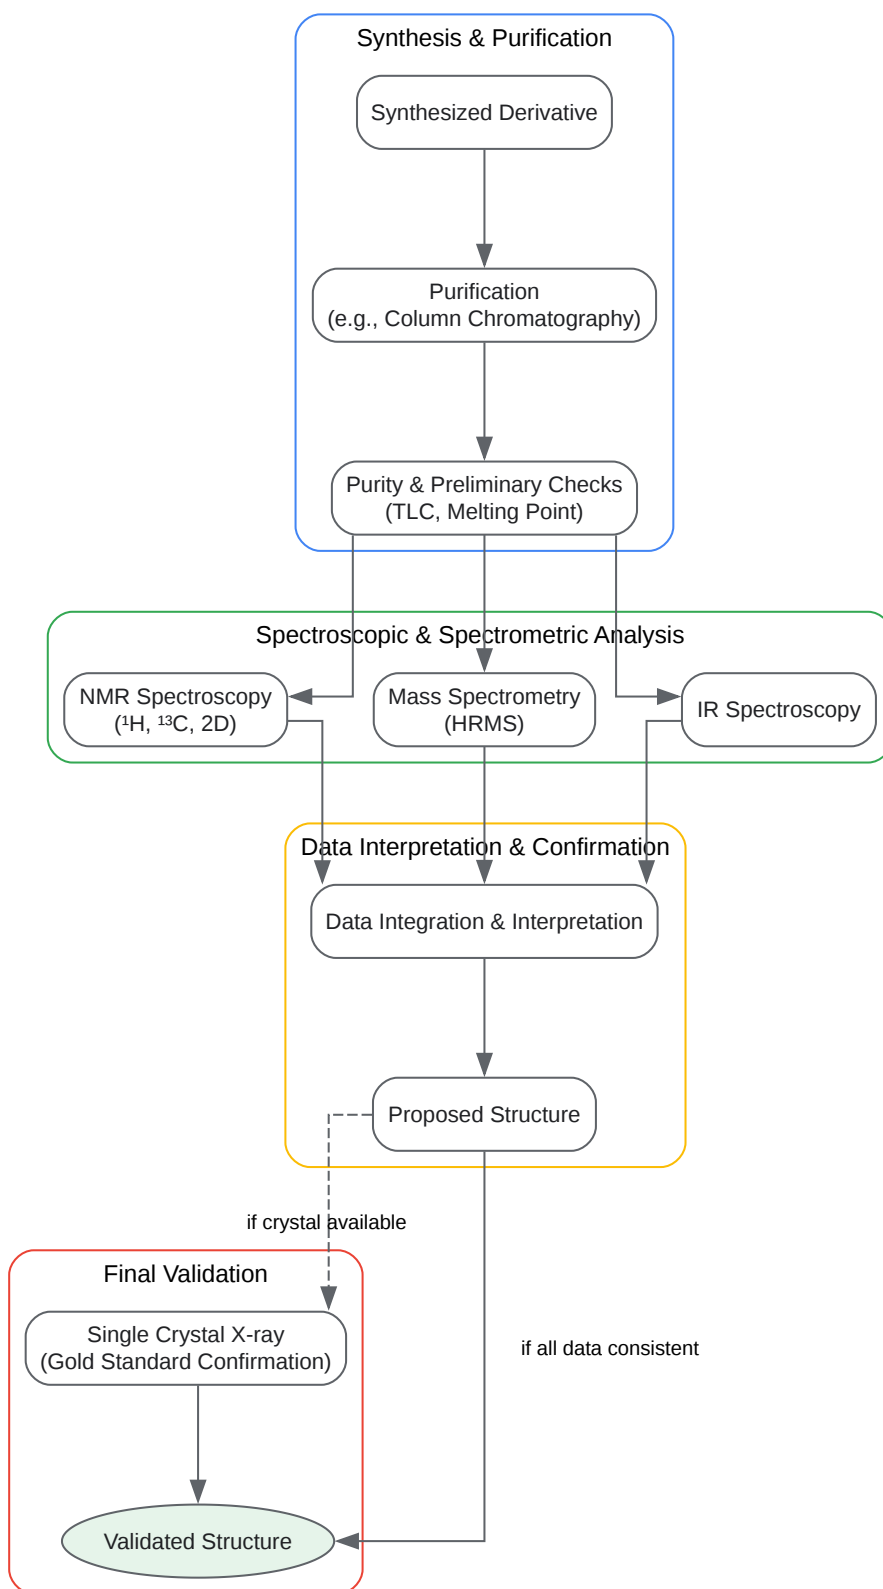 Synthesis & Purification
Synthesized Derivative
Purification
(e.g., Column Chromatography)
Purity & Preliminary Checks
(TLC, Melting Point)
Spectroscopic & Spectrometric Analysis
NMR Spectroscopy
(¹H, ¹³C, 2D)
Mass Spectrometry
(HRMS)
IR Spectroscopy
Data Interpretation & Confirmation
Data Integration & Interpretation
Proposed Structure
if crystal available
Final Validation
Single Crystal X-ray
(Gold Standard Confirmation)
if all data consistent
Validated Structure